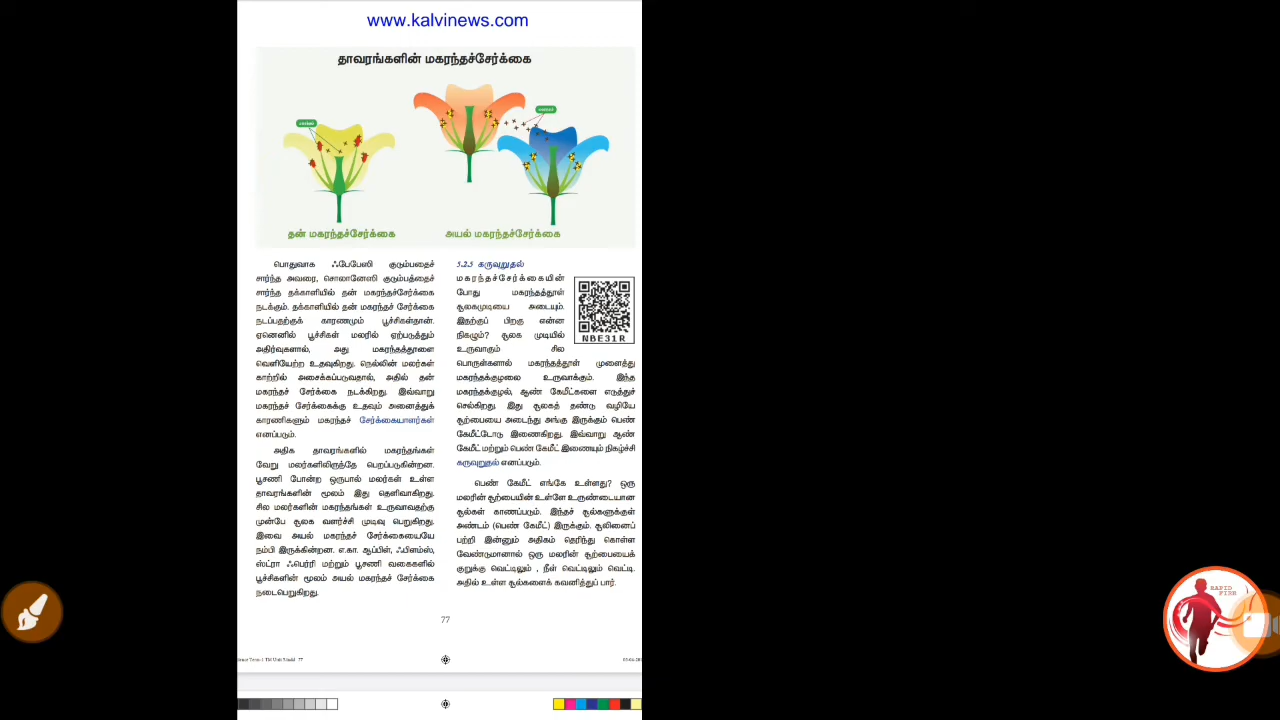 www.kalvinews.com
தாவரங்களின் மகரந்தச்சேர்க்கை
தன் மகரந்தச்சேர்க்கை
அயல் மகரந்தச்சேர்க்கை
பொதுவாக ஃபேபேஸி குடும்பதைச்
சார்ந்த அவரை, சொலானேஸி குடும்பத்தைச்
சார்ந்த தக்காளியில் தன் மகரந்தச்சேர்க்கை
நடக்கும். தக்காளியில் தன் மகரந்தச் சேர்க்கை
நடப்பதற்குக் காரணமும் பூச்சிகள்தான்.
ஏனெனில் பூச்சிகள் மலரில் ஏற்படுத்தும்
அதிர்வுகளால், அது மகரந்தத்தூளை
வெளியேற்ற உதவுகிறது. நெல்லின் மலர்கள்
காற்றில் அசைக்கப்படுவதால், அதில் தன்
மகரந்தச் சேர்க்கை நடக்கிறது. இவ்வாறு
மகரந்தச் சேர்க்கைக்கு உதவும் அனைத்துக்
காரணிகளும் மகரந்தச் சேர்க்கையாளர்கள்
எனப்படும்.
அதிக தாவரங்களில் மகரந்தங்கள்
வேறு மலர்களிலிருந்தே பெறப்படுகின்றன.
பூசணி போன்ற ஒருபால் மலர்கள் உள்ள
தாவரங்களின் மூலம் இது தெளிவாகிறது.
சில மலர்களின் மகரந்தங்கள் உருவாவதற்கு
முன்பே சூலக வளர்ச்சி முடிவு பெறுகிறது.
இவை அயல் மகரந்தச் சேர்க்கையையே
நம்பி இருக்கின்றன. எ.கா. ஆப்பிள், ஃபிளம்ஸ்,
ஸ்ட்ரா ஃபெர்ரி மற்றும் பூசணி வகைகளில்
பூச்சிகளின் மூலம் அயல் மகரந்தச் சேர்க்கை
நடைபெறுகிறது.
5.2.5 கருவுறுதல்
மகரந்தச்சேர்க்கையின்
போது மகரந்தத்தூள்
சூலகமுடியை அடையும்.
இதற்குப் பிறகு என்ன
நிகழும்? சூலக முடியில்
உருவாகும் சில
பொருள்களால் மகரந்தத்தூள் முளைத்து
மகரந்தக்குழலை உருவாக்கும். இந்த
மகரந்தக்குழல், ஆண் கேமீட்களை எடுத்துச்
செல்கிறது. இது சூலகத் தண்டு வழியே
சூற்பையை அடைந்து அங்கு இருக்கும் பெண்
கேமீட்டோடு இணைகிறது. இவ்வாறு ஆண்
கேமீட் மற்றும் பெண் கேமீட் இணையும் நிகழ்ச்சி
கருவுறுதல் எனப்படும்.
NBE31R
பெண் கேமீட் எங்கே உள்ளது? ஒரு
மலரின் சூற்பையின் உள்ளே உருண்டையான
சூல்கள் காணப்படும். இந்தச் சூல்களுக்குள்
அண்டம் (பெண் கேமீட்) இருக்கும். சூலினைப்
பற்றி இன்னும் அதிகம் தெரிந்து கொள்ள
வேண்டுமானால் ஒரு மலரின் சூற்பையைக்
குறுக்கு வெட்டிலும் , நீள் வெட்டிலும் வெட்டி.
அதில் உள்ள சூல்களைக் கவனித்துப் பார்.
77
RAPID
FIRE